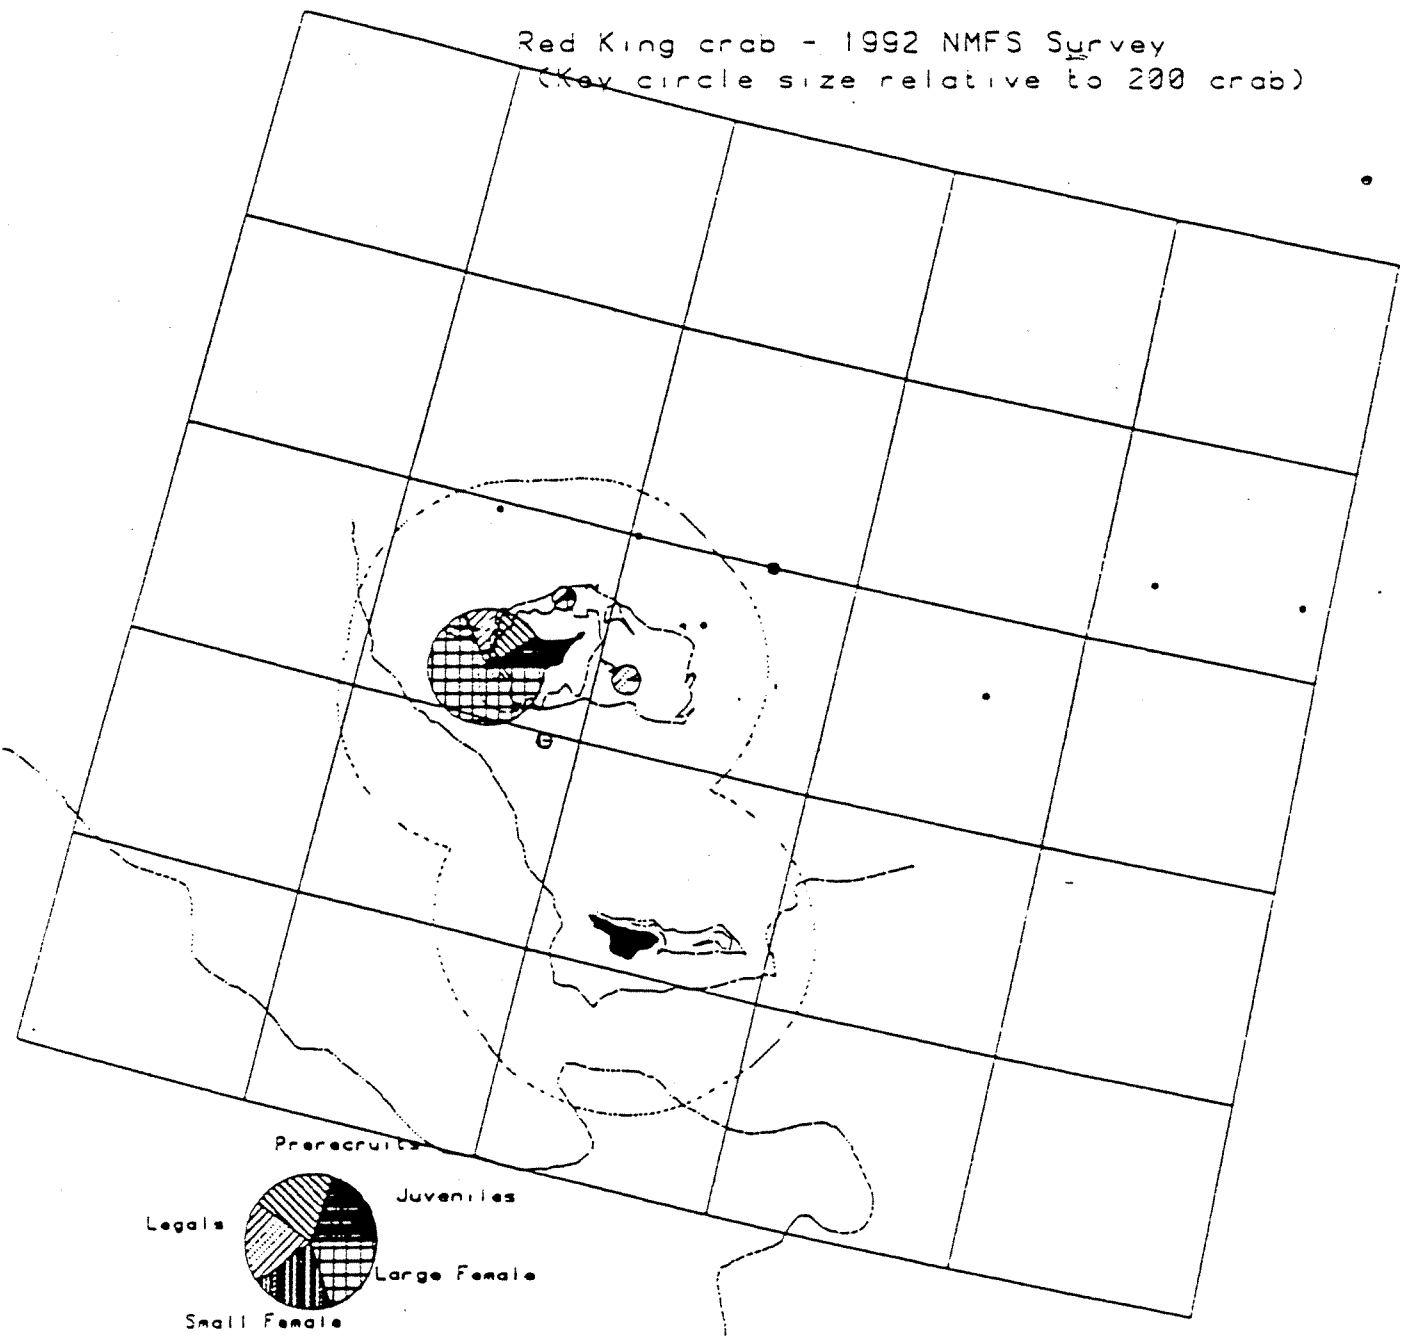 Red King crab - 1992 NMFS Survey
(Key circle size relative to 200 crab)
Prerecruits
Juveniles
Legals
Large Female
Small Female